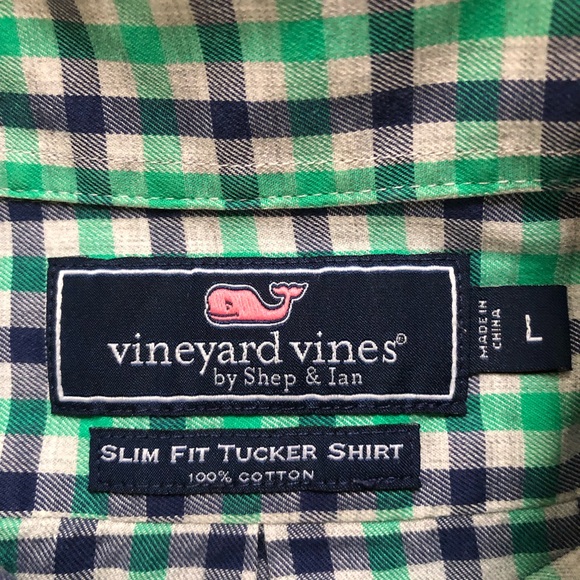 vineyard vines®
by Shep & Ian
MADE IN
CHINA
L
SLIM FIT TUCKER SHIRT
100% COTTON